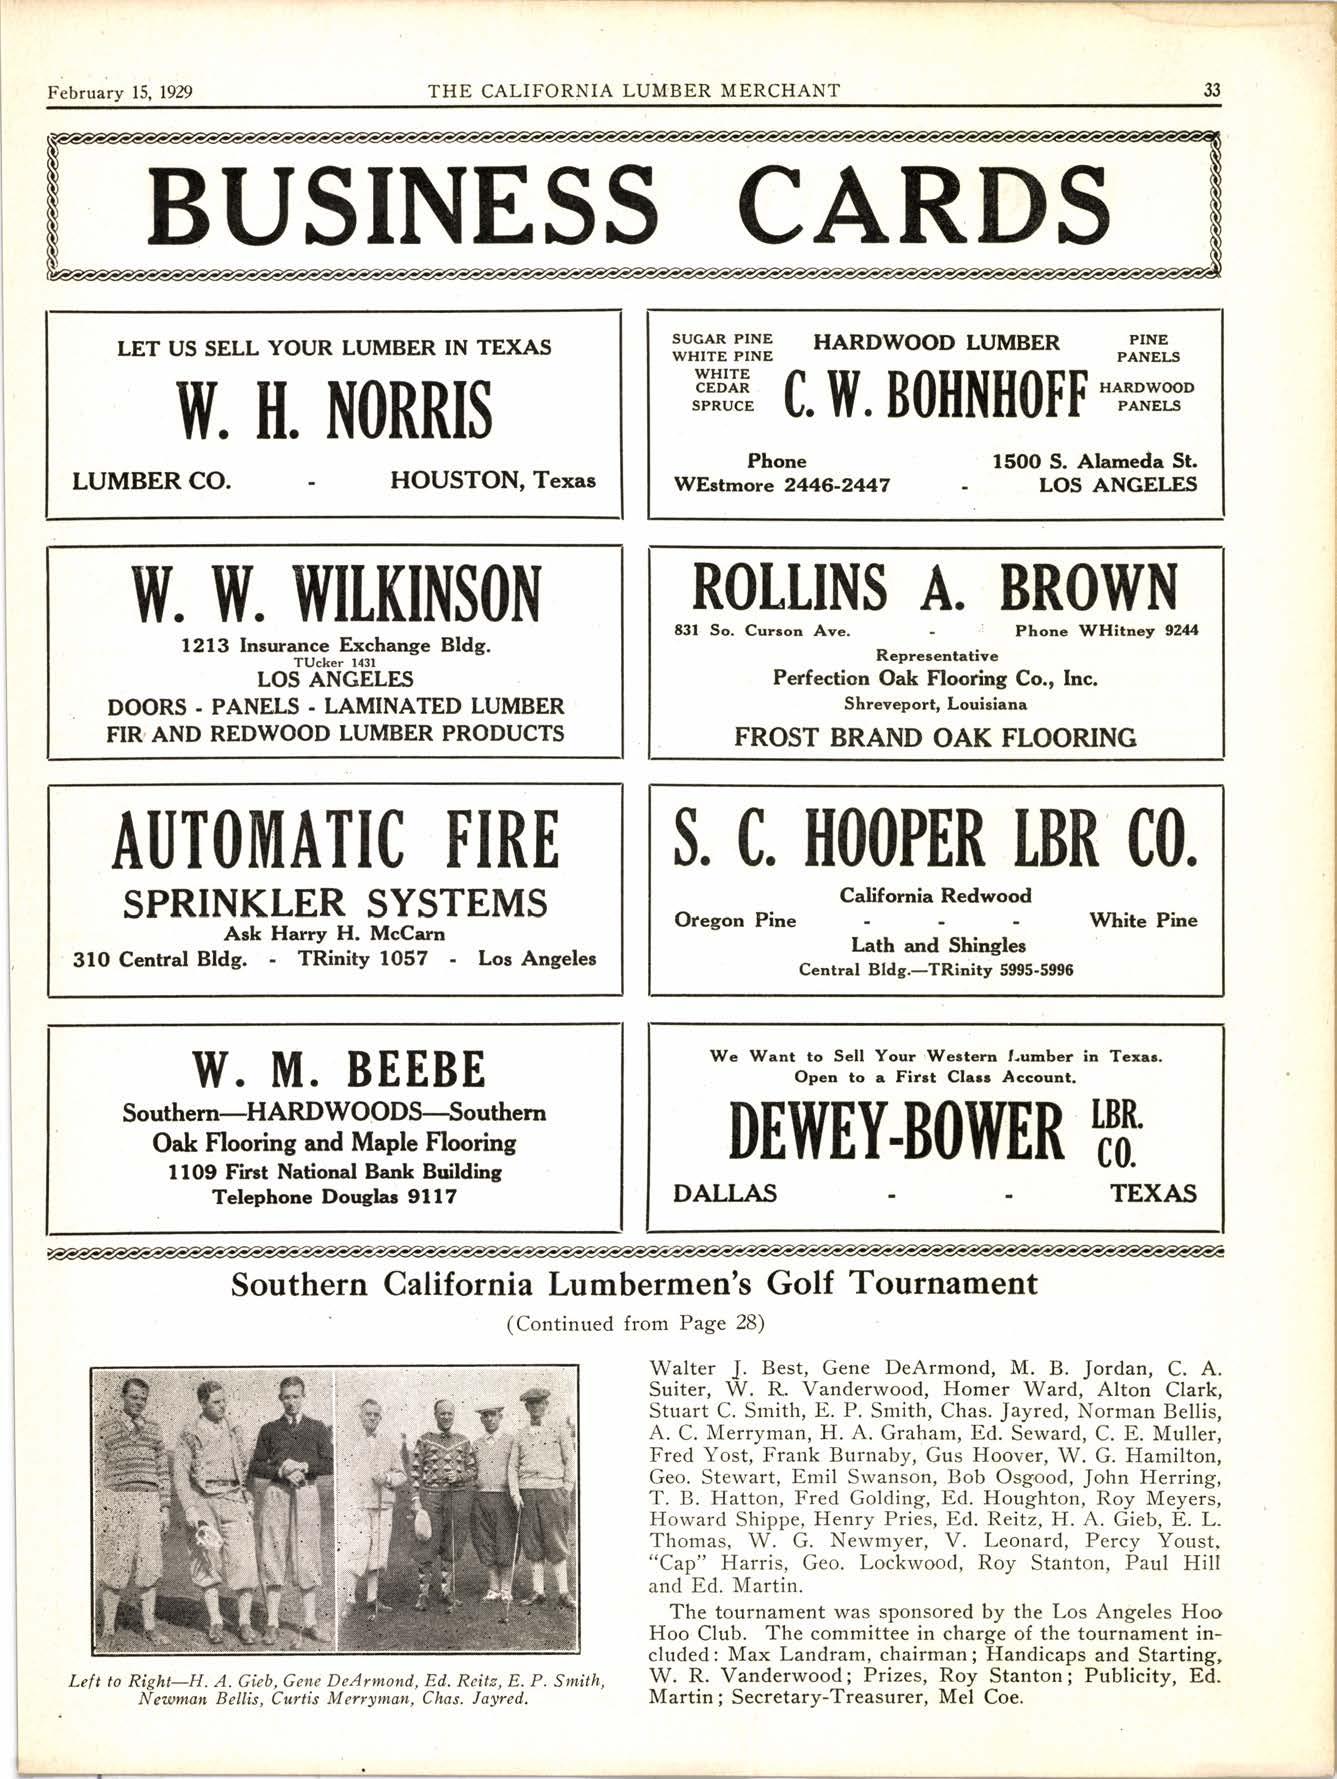 February 15, 1929 THE CALIFORNIA LUMBER MERCHANT 33
BUSINESS CARDS
LET US SELL YOUR LUMBER IN TEXAS
W. H. NORRIS
LUMBER CO. - HOUSTON, Texas
SUGAR PINE
WHITE PINE
WHITE
CEDAR
SPRUCE
HARDWOOD LUMBER
C. W. BOHNHOFF
PINE
PANELS
HARDWOOD
PANELS
Phone 1500 S. Alameda St.
WEstmore 2446-2447 - LOS ANGELES
W. W. WILKINSON
1213 Insurance Exchange Bldg.
TUcker 1431
LOS ANGELES
DOORS - PANELS - LAMINATED LUMBER
FIR AND REDWOOD LUMBER PRODUCTS
ROLLINS A. BROWN
831 So. Curson Ave. - Phone WHitney 9244
Representative
Perfection Oak Flooring Co., Inc.
Shreveport, Louisiana
FROST BRAND OAK FLOORING
AUTOMATIC FIRE
SPRINKLER SYSTEMS
Ask Harry H. McCarn
310 Central Bldg. - TRinity 1057 - Los Angeles
S. C. HOOPER LBR CO.
California Redwood
Oregon Pine - - - White Pine
Lath and Shingles
Central Bldg.—TRinity 5995-5996
W. M. BEEBE
Southern—HARDWOODS—Southern
Oak Flooring and Maple Flooring
1109 First National Bank Building
Telephone Douglas 9117
We Want to Sell Your Western Lumber in Texas.
Open to a First Class Account.
DEWEY-BOWER LBR.
CO.
DALLAS - - TEXAS
Southern California Lumbermen's Golf Tournament
(Continued from Page 28)
Left to Right—H. A. Gieb, Gene DeArmond, Ed. Reitz, E. P. Smith,
Newman Bellis, Curtis Merryman, Chas. Jayred.
Walter J. Best, Gene DeArmond, M. B. Jordan, C. A.
Suiter, W. R. Vanderwood, Homer Ward, Alton Clark,
Stuart C. Smith, E. P. Smith, Chas. Jayred, Norman Bellis,
A. C. Merryman, H. A. Graham, Ed. Seward, C. E. Muller,
Fred Yost, Frank Burnaby, Gus Hoover, W. G. Hamilton,
Geo. Stewart, Emil Swanson, Bob Osgood, John Herring,
T. B. Hatton, Fred Golding, Ed. Houghton, Roy Meyers,
Howard Shippe, Henry Pries, Ed. Reitz, H. A. Gieb, E. L.
Thomas, W. G. Newmyer, V. Leonard, Percy Youst,
"Cap" Harris, Geo. Lockwood, Roy Stanton, Paul Hill
and Ed. Martin.
The tournament was sponsored by the Los Angeles Hoo
Hoo Club. The committee in charge of the tournament in-
cluded: Max Landram, chairman; Handicaps and Starting,
W. R. Vanderwood; Prizes, Roy Stanton; Publicity, Ed.
Martin; Secretary-Treasurer, Mel Coe.